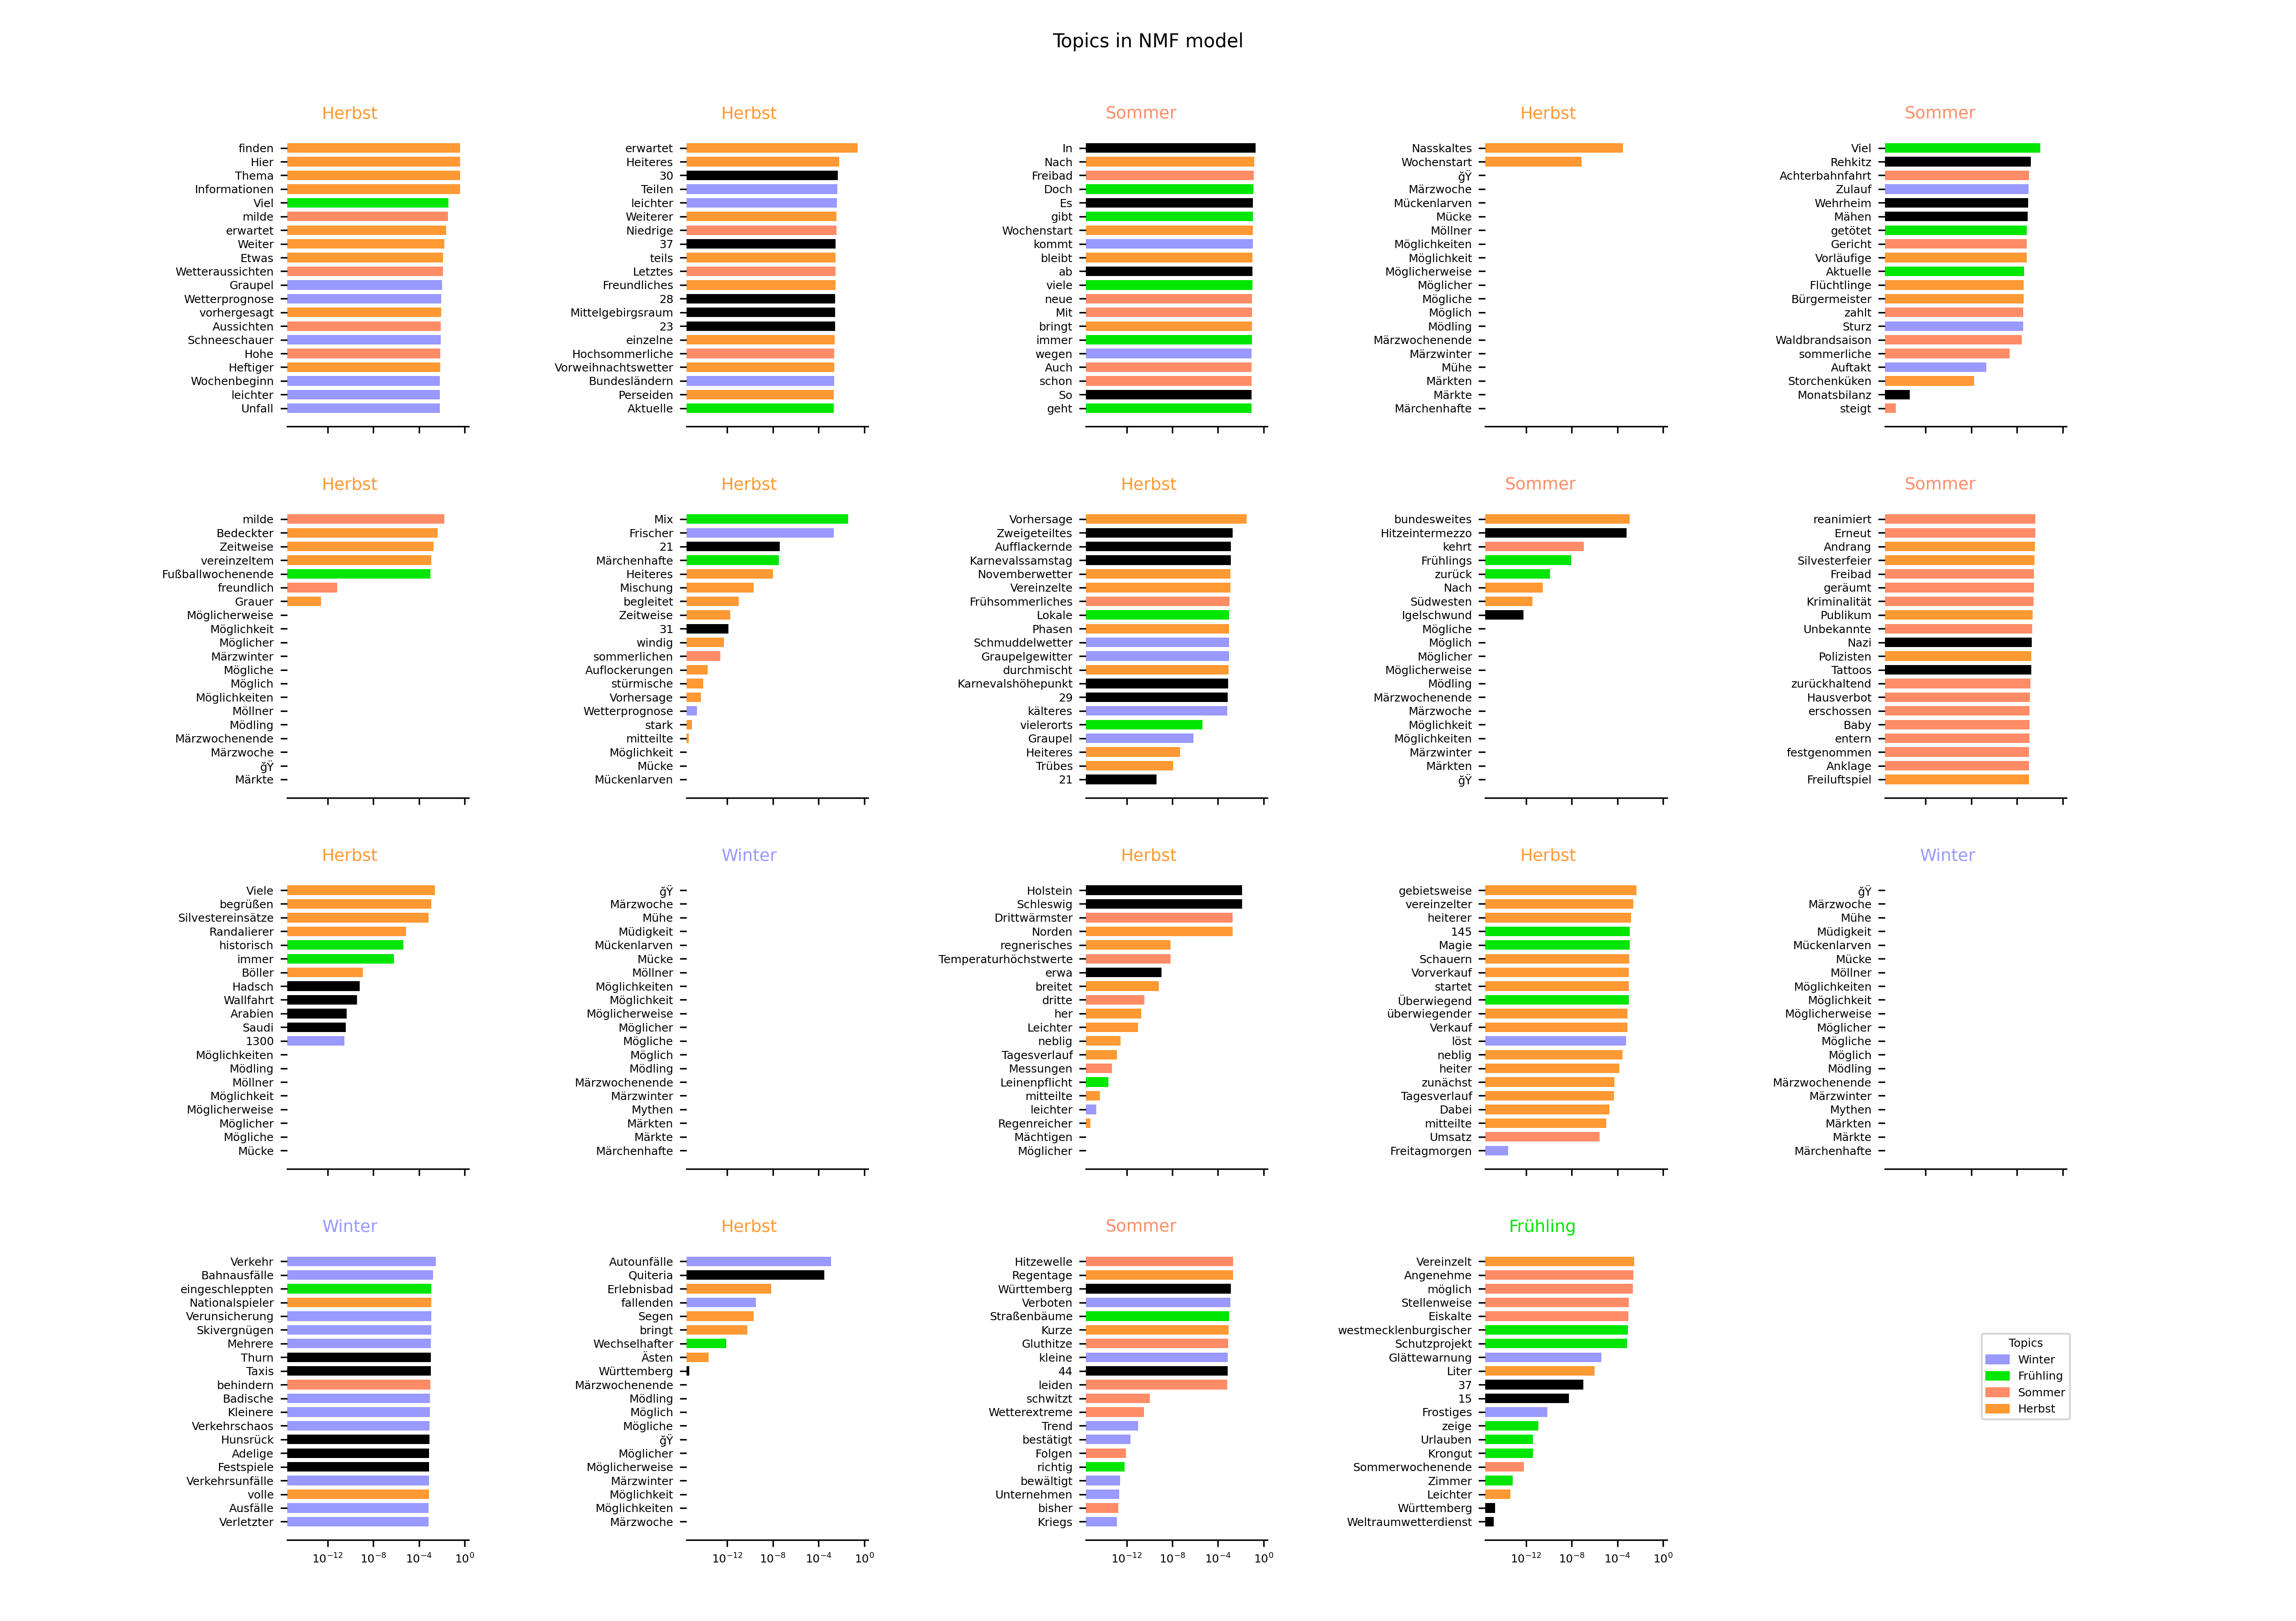 Topics in NMF model
Herbst
finden
Hier
Thema
Informationen
Viel
milde
erwartet
Weiter
Etwas
Wetteraussichten
Graupel
Wetterprognose
vorhergesagt
Aussichten
Schneeschauer
Hohe
Heftiger
Wochenbeginn
leichter
Unfall
Herbst
erwartet
Heiteres
30
Teilen
leichter
Weiterer
Niedrige
37
teils
Letztes
Freundliches
28
Mittelgebirgsraum
23
einzelne
Hochsommerliche
Vorweihnachtswetter
Bundesländern
Perseiden
Aktuelle
Sommer
In
Nach
Freibad
Doch
Es
gibt
Wochenstart
kommt
bleibt
ab
viele
neue
Mit
bringt
immer
wegen
Auch
schon
So
geht
Herbst
Nasskaltes
Wochenstart
ğŸ
Märzwoche
Mückenlarven
Mücke
Möllner
Möglichkeiten
Möglichkeit
Möglicherweise
Möglicher
Mögliche
Möglich
Mödling
Märzwochenende
Märzwinter
Mühe
Märkten
Märkte
Märchenhafte
Sommer
Viel
Rehkitz
Achterbahnfahrt
Zulauf
Wehrheim
Mähen
getötet
Gericht
Vorläufige
Aktuelle
Flüchtlinge
Bürgermeister
zahlt
Sturz
Waldbrandsaison
sommerliche
Auftakt
Storchenküken
Monatsbilanz
steigt
Herbst
milde
Bedeckter
Zeitweise
vereinzeltem
Fußballwochenende
freundlich
Grauer
Möglicherweise
Möglichkeit
Möglicher
Märzwinter
Mögliche
Möglich
Möglichkeiten
Möllner
Mödling
Märzwochenende
Märzwoche
ğŸ
Märkte
Herbst
Mix
Frischer
21
Märchenhafte
Heiteres
Mischung
begleitet
Zeitweise
31
windig
sommerlichen
Auflockerungen
stürmische
Vorhersage
Wetterprognose
stark
mitteilte
Möglichkeit
Mücke
Mückenlarven
Herbst
Vorhersage
Zweigeteiltes
Aufflackernde
Karnevalssamstag
Novemberwetter
Vereinzelte
Frühsommerliches
Lokale
Phasen
Schmuddelwetter
Graupelgewitter
durchmischt
Karnevalshöhepunkt
29
kälteres
vielerorts
Graupel
Heiteres
Trübes
21
Sommer
bundesweites
Hitzeintermezzo
kehrt
Frühlings
zurück
Nach
Südwesten
Igelschwund
Mögliche
Möglich
Möglicher
Möglicherweise
Mödling
Märzwochenende
Märzwoche
Möglichkeit
Möglichkeiten
Märzwinter
Märkten
ğŸ
Sommer
reanimiert
Erneut
Andrang
Silvesterfeier
Freibad
geräumt
Kriminalität
Publikum
Unbekannte
Nazi
Polizisten
Tattoos
zurückhaltend
Hausverbot
erschossen
Baby
entern
festgenommen
Anklage
Freiluftspiel
Herbst
Viele
begrüßen
Silvestereinsätze
Randalierer
historisch
immer
Böller
Hadsch
Wallfahrt
Arabien
Saudi
1300
Möglichkeiten
Mödling
Möllner
Möglichkeit
Möglicherweise
Möglicher
Mögliche
Mücke
Winter
ğŸ
Märzwoche
Mühe
Müdigkeit
Mückenlarven
Mücke
Möllner
Möglichkeiten
Möglichkeit
Möglicherweise
Möglicher
Mögliche
Möglich
Mödling
Märzwochenende
Märzwinter
Mythen
Märkten
Märkte
Märchenhafte
Herbst
Holstein
Schleswig
Drittwärmster
Norden
regnerisches
Temperaturhöchstwerte
erwa
breitet
dritte
her
Leichter
neblig
Tagesverlauf
Messungen
Leinenpflicht
mitteilte
leichter
Regenreicher
Mächtigen
Möglicher
Herbst
gebietsweise
vereinzelter
heiterer
145
Magie
Schauern
Vorverkauf
startet
Überwiegend
überwiegender
Verkauf
löst
neblig
heiter
zunächst
Tagesverlauf
Dabei
mitteilte
Umsatz
Freitagmorgen
Winter
ğŸ
Märzwoche
Mühe
Müdigkeit
Mückenlarven
Mücke
Möllner
Möglichkeiten
Möglichkeit
Möglicherweise
Möglicher
Mögliche
Möglich
Mödling
Märzwochenende
Märzwinter
Mythen
Märkten
Märkte
Märchenhafte
Winter
Verkehr
Bahnausfälle
eingeschleppten
Nationalspieler
Verunsicherung
Skivergnügen
Mehrere
Thurn
Taxis
behindern
Badische
Kleinere
Verkehrschaos
Hunsrück
Adelige
Festspiele
Verkehrsunfälle
volle
Ausfälle
Verletzter
10⁻¹² 10⁻⁸ 10⁻⁴ 10⁰
Herbst
Autounfälle
Quiteria
Erlebnisbad
fallenden
Segen
bringt
Wechselhafter
Ästen
Württemberg
Märzwochenende
Mödling
Möglich
Mögliche
ğŸ
Möglicher
Möglicherweise
Märzwinter
Möglichkeit
Möglichkeiten
Märzwoche
10⁻¹² 10⁻⁸ 10⁻⁴ 10⁰
Sommer
Hitzewelle
Regentage
Württemberg
Verboten
Straßenbäume
Kurze
Gluthitze
kleine
44
leiden
schwitzt
Wetterextreme
Trend
bestätigt
Folgen
richtig
bewältigt
Unternehmen
bisher
Kriegs
10⁻¹² 10⁻⁸ 10⁻⁴ 10⁰
Frühling
Vereinzelt
Angenehme
möglich
Stellenweise
Eiskalte
westmecklenburgischer
Schutzprojekt
Glättewarnung
Liter
37
15
Frostiges
zeige
Urlauben
Krongut
Sommerwochenende
Zimmer
Leichter
Württemberg
Weltraumwetterdienst
10⁻¹² 10⁻⁸ 10⁻⁴ 10⁰
Topics
Winter
Frühling
Sommer
Herbst